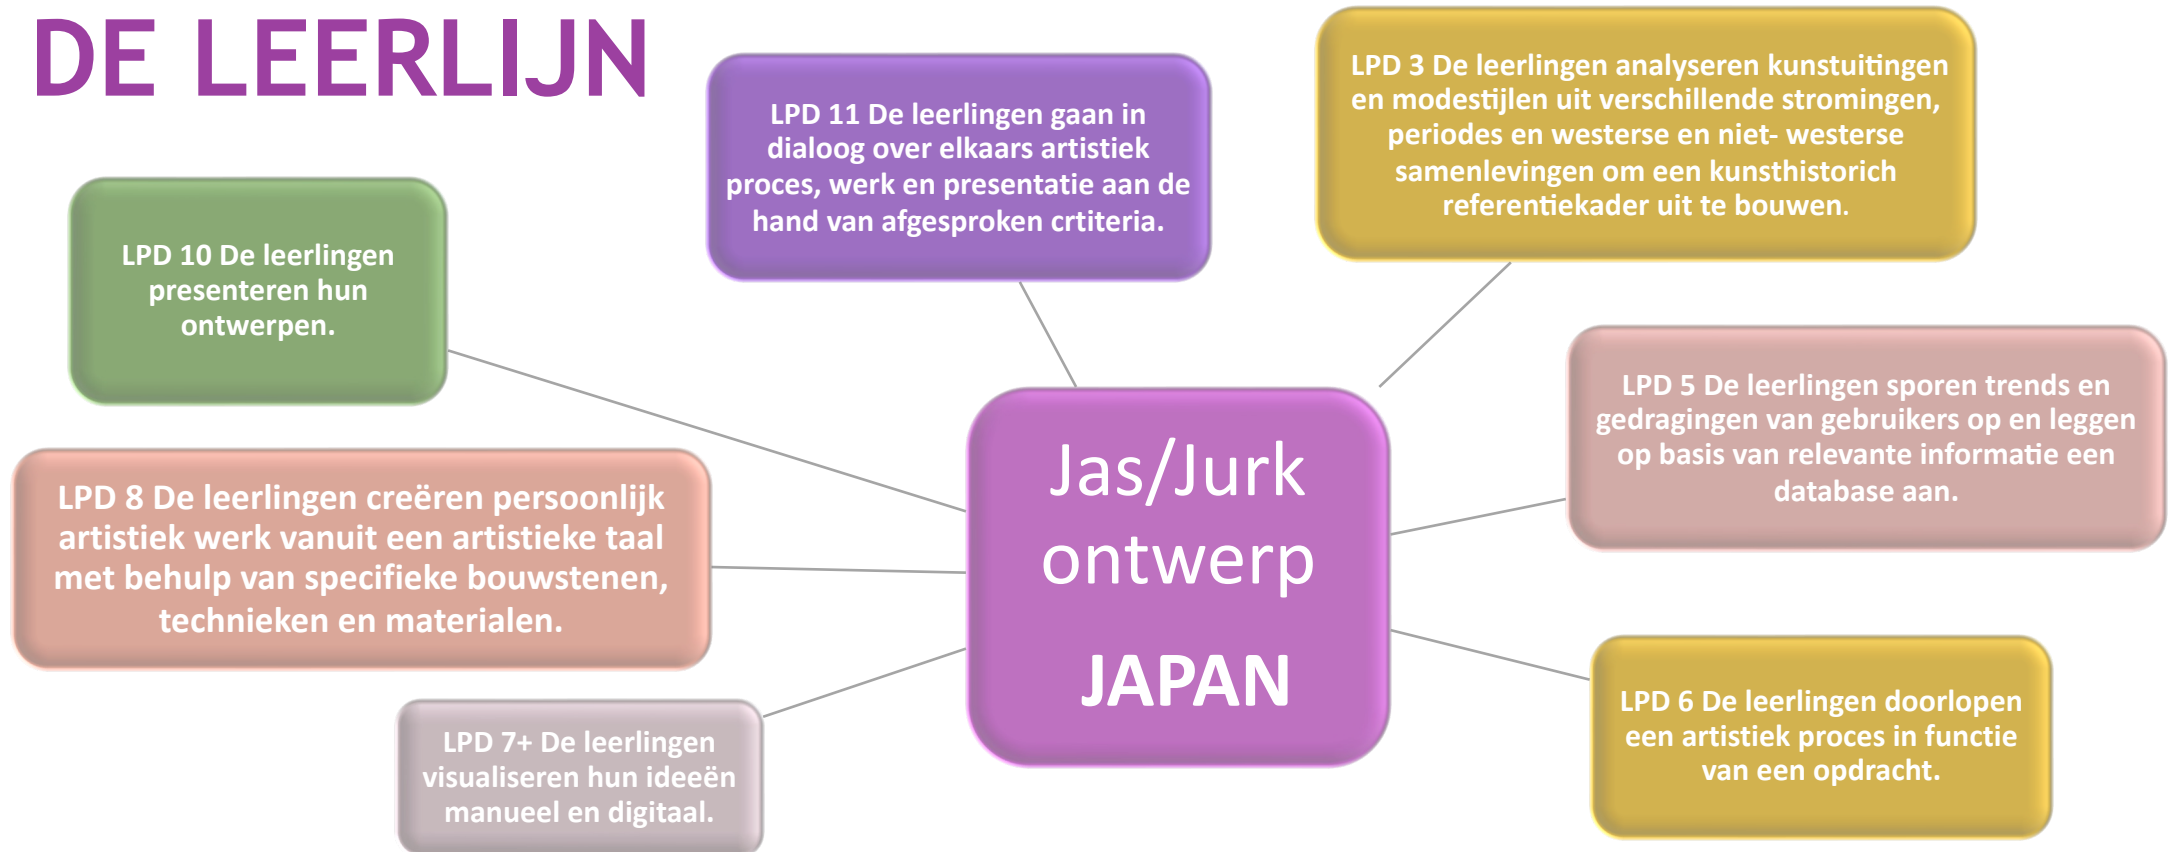 DE LEERLIJN
LPD 11 De leerlingen gaan in
dialoog over elkaars artistiek
proces, werk en presentatie aan de
hand van afgesproken crtiteria.
LPD 3 De leerlingen analyseren kunstuitingen
en modestijlen uit verschillende stromingen,
periodes en westerse en niet- westerse
samenlevingen om een kunsthistorich
referentiekader uit te bouwen.
LPD 10 De leerlingen
presenteren hun
ontwerpen.
LPD 5 De leerlingen sporen trends en
gedragingen van gebruikers op en leggen
op basis van relevante informatie een
database aan.
Jas/Jurk
ontwerp
JAPAN
LPD 8 De leerlingen creëren persoonlijk
artistiek werk vanuit een artistieke taal
met behulp van specifieke bouwstenen,
technieken en materialen.
LPD 6 De leerlingen doorlopen
een artistiek proces in functie
van een opdracht.
LPD 7+ De leerlingen
visualiseren hun ideeën
manueel en digitaal.